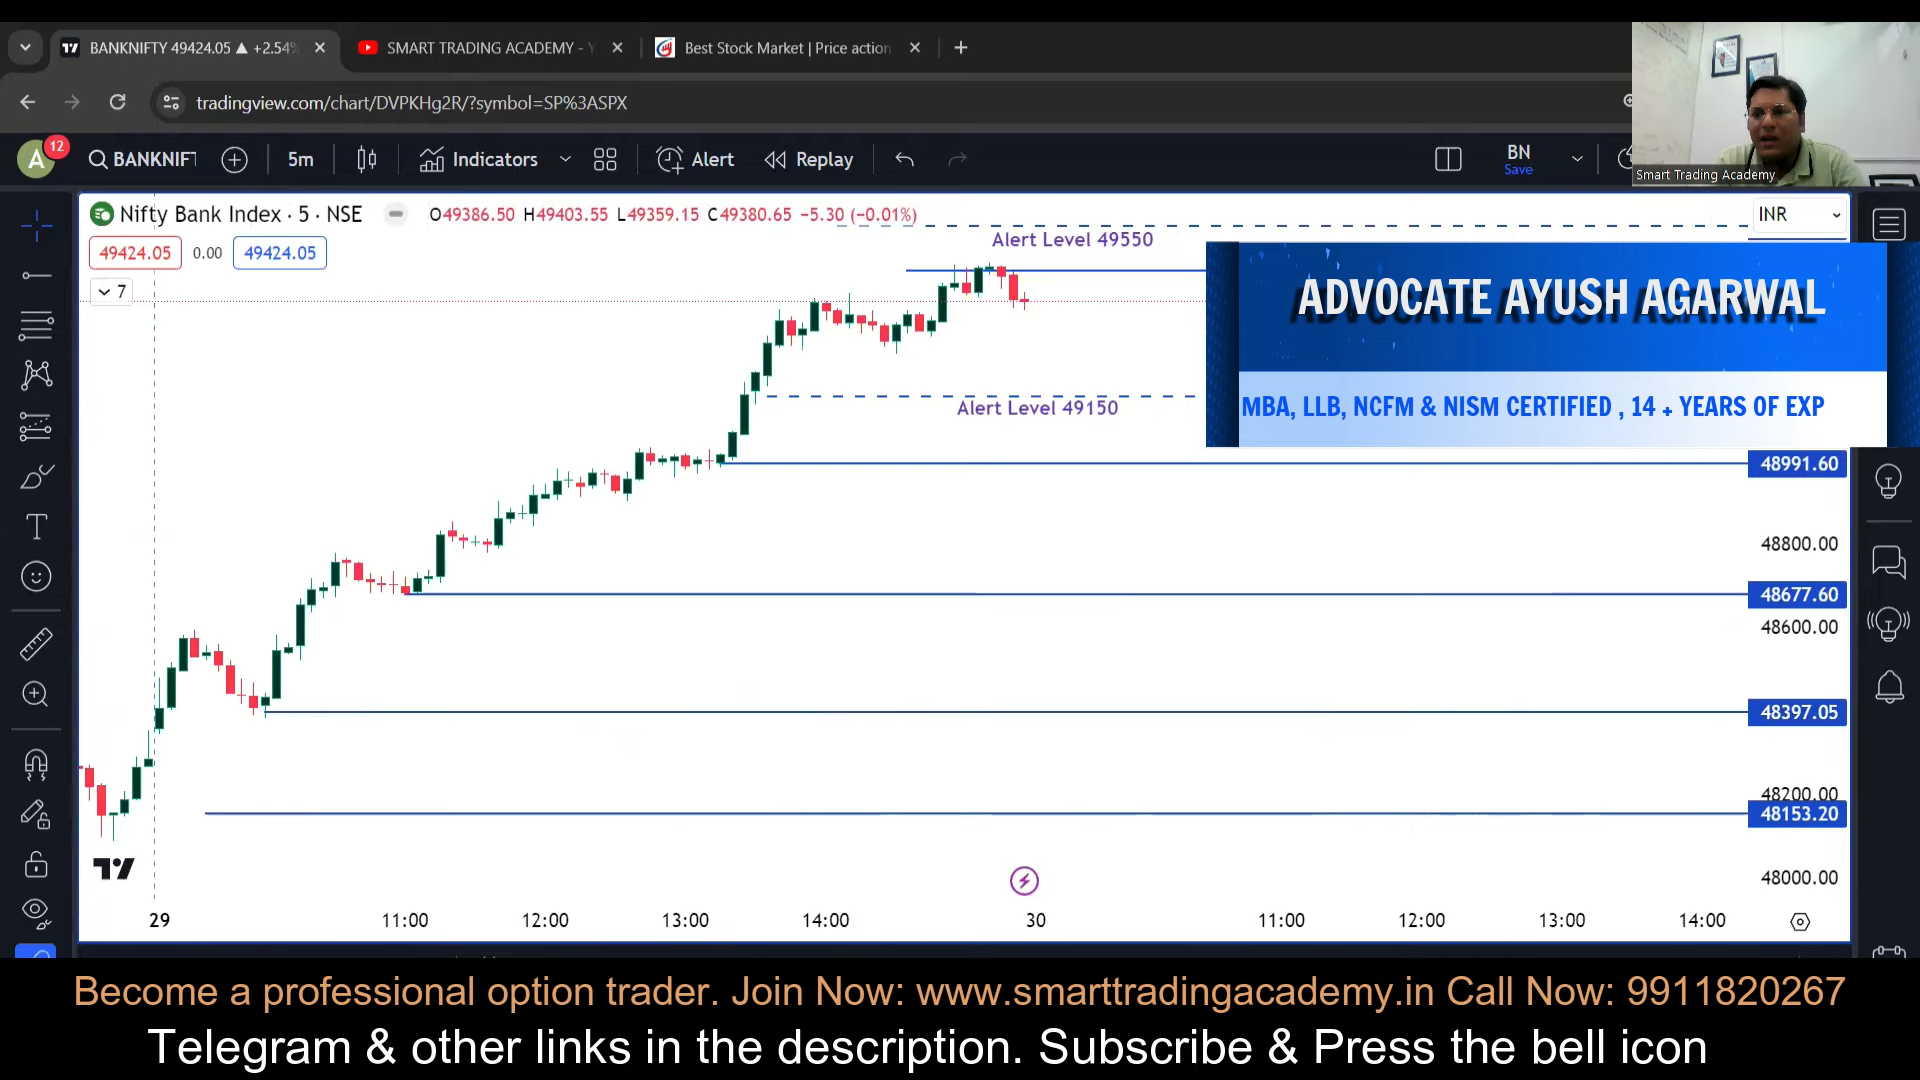 BANKNIFTY 49424.05 ▲ +2.54%
SMART TRADING ACADEMY - Y
Best Stock Market | Price action
tradingview.com/chart/DVPKHg2R/?symbol=SP%3ASPX
A 12 BANKNIFT 5m Indicators Alert Replay BN
Save
Smart Trading Academy
Nifty Bank Index · 5 · NSE O49386.50 H49403.55 L49359.15 C49380.65 −5.30 (−0.01%)
INR
49424.05 0.00 49424.05
7
Alert Level 49550
ADVOCATE AYUSH AGARWAL
MBA, LLB, NCFM & NISM CERTIFIED , 14 + YEARS OF EXP
Alert Level 49150
48991.60
48800.00
48677.60
48600.00
48397.05
48200.00
48153.20
48000.00
29 11:00 12:00 13:00 14:00 30 11:00 12:00 13:00 14:00
Become a professional option trader. Join Now: www.smarttradingacademy.in Call Now: 9911820267
Telegram & other links in the description. Subscribe & Press the bell icon